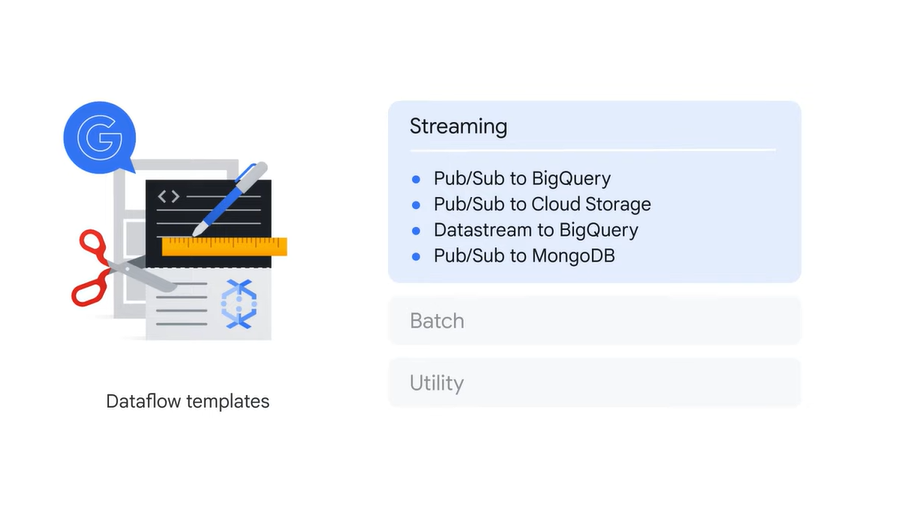 Streaming
Pub/Sub to BigQuery
Pub/Sub to Cloud Storage
Datastream to BigQuery
Pub/Sub to MongoDB
Batch
Utility
Dataflow templates